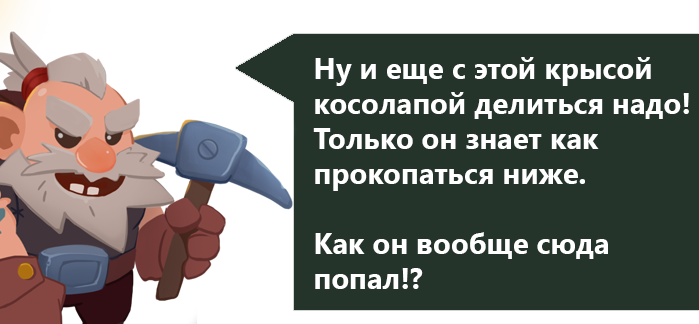 Ну и еще с этой крысой
косолапой делиться надо!
Только он знает как
прокопаться ниже.
Как он вообще сюда
попал!?